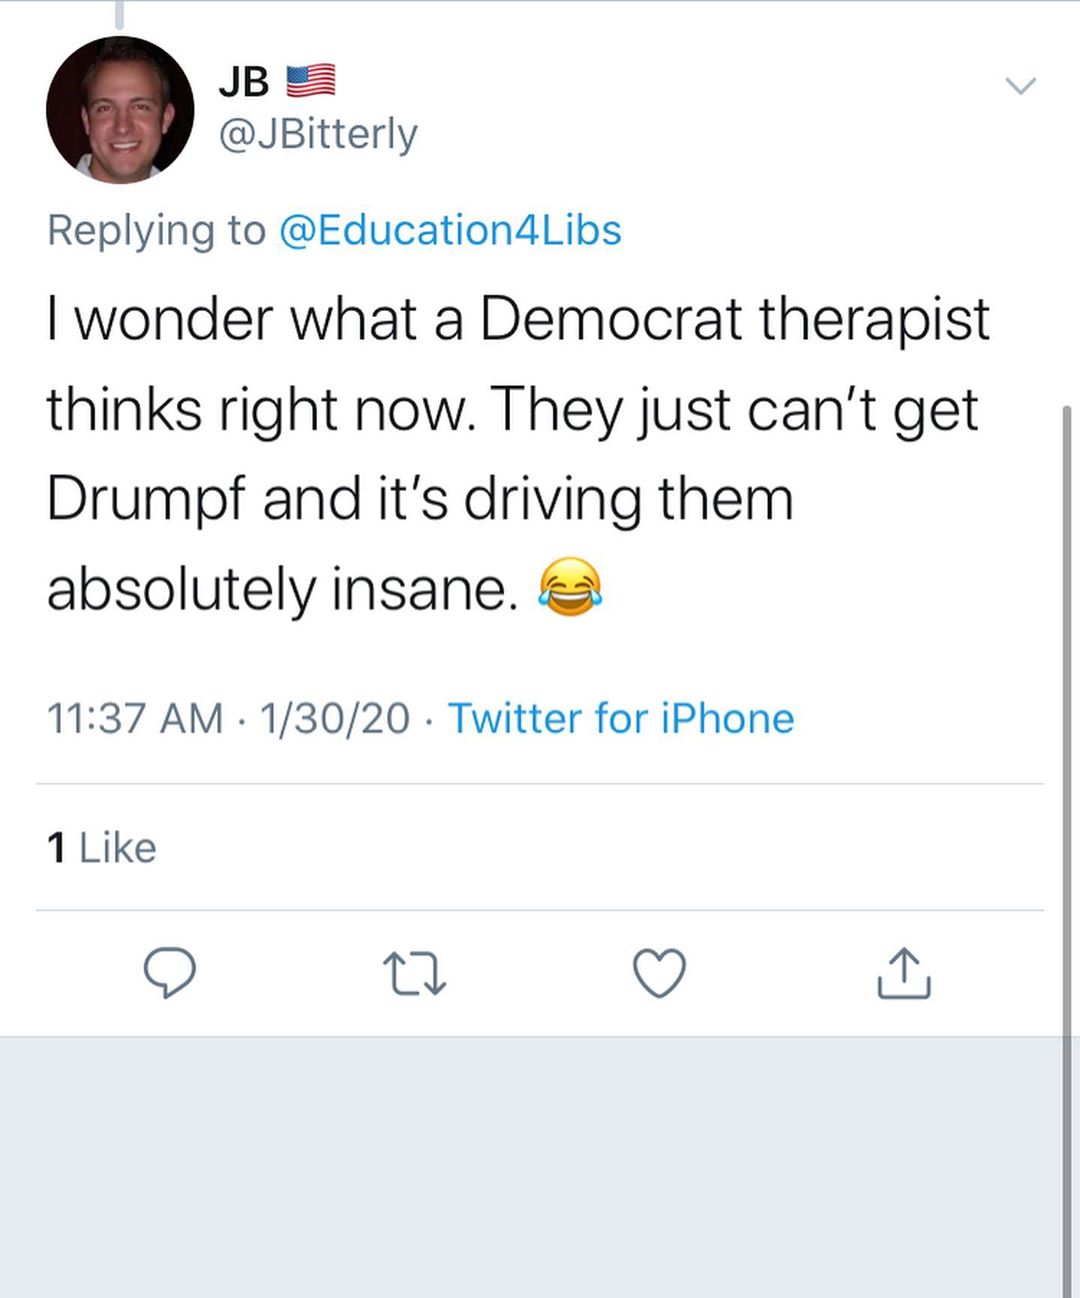 JB 🇺🇸
@JBitterly
Replying to @Education4Libs
I wonder what a Democrat therapist
thinks right now. They just can’t get
Drumpf and it’s driving them
absolutely insane. 😂
11:37 AM · 1/30/20 · Twitter for iPhone
1 Like